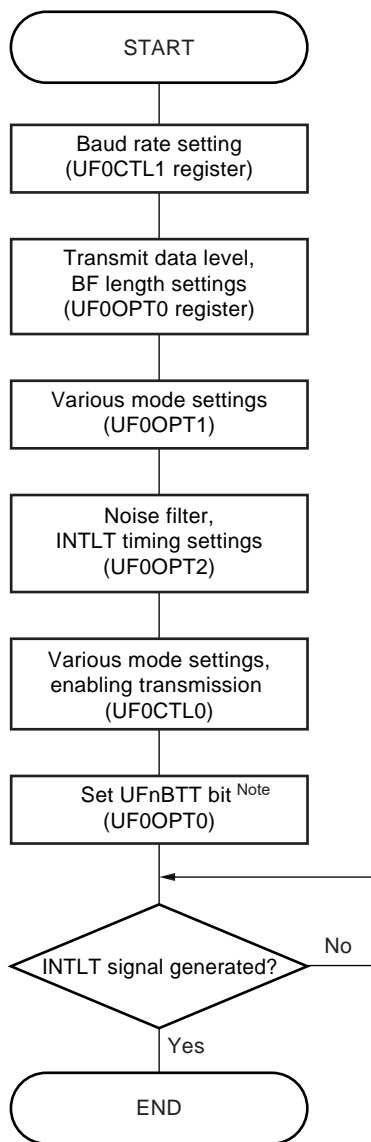 START
Baud rate setting
(UF0CTL1 register)
Transmit data level,
BF length settings
(UF0OPT0 register)
Various mode settings
(UF0OPT1)
Noise filter,
INTLT timing settings
(UF0OPT2)
Various mode settings,
enabling transmission
(UF0CTL0)
Set UFnBTT bit Note
(UF0OPT0)
INTLT signal generated?
No
Yes
END